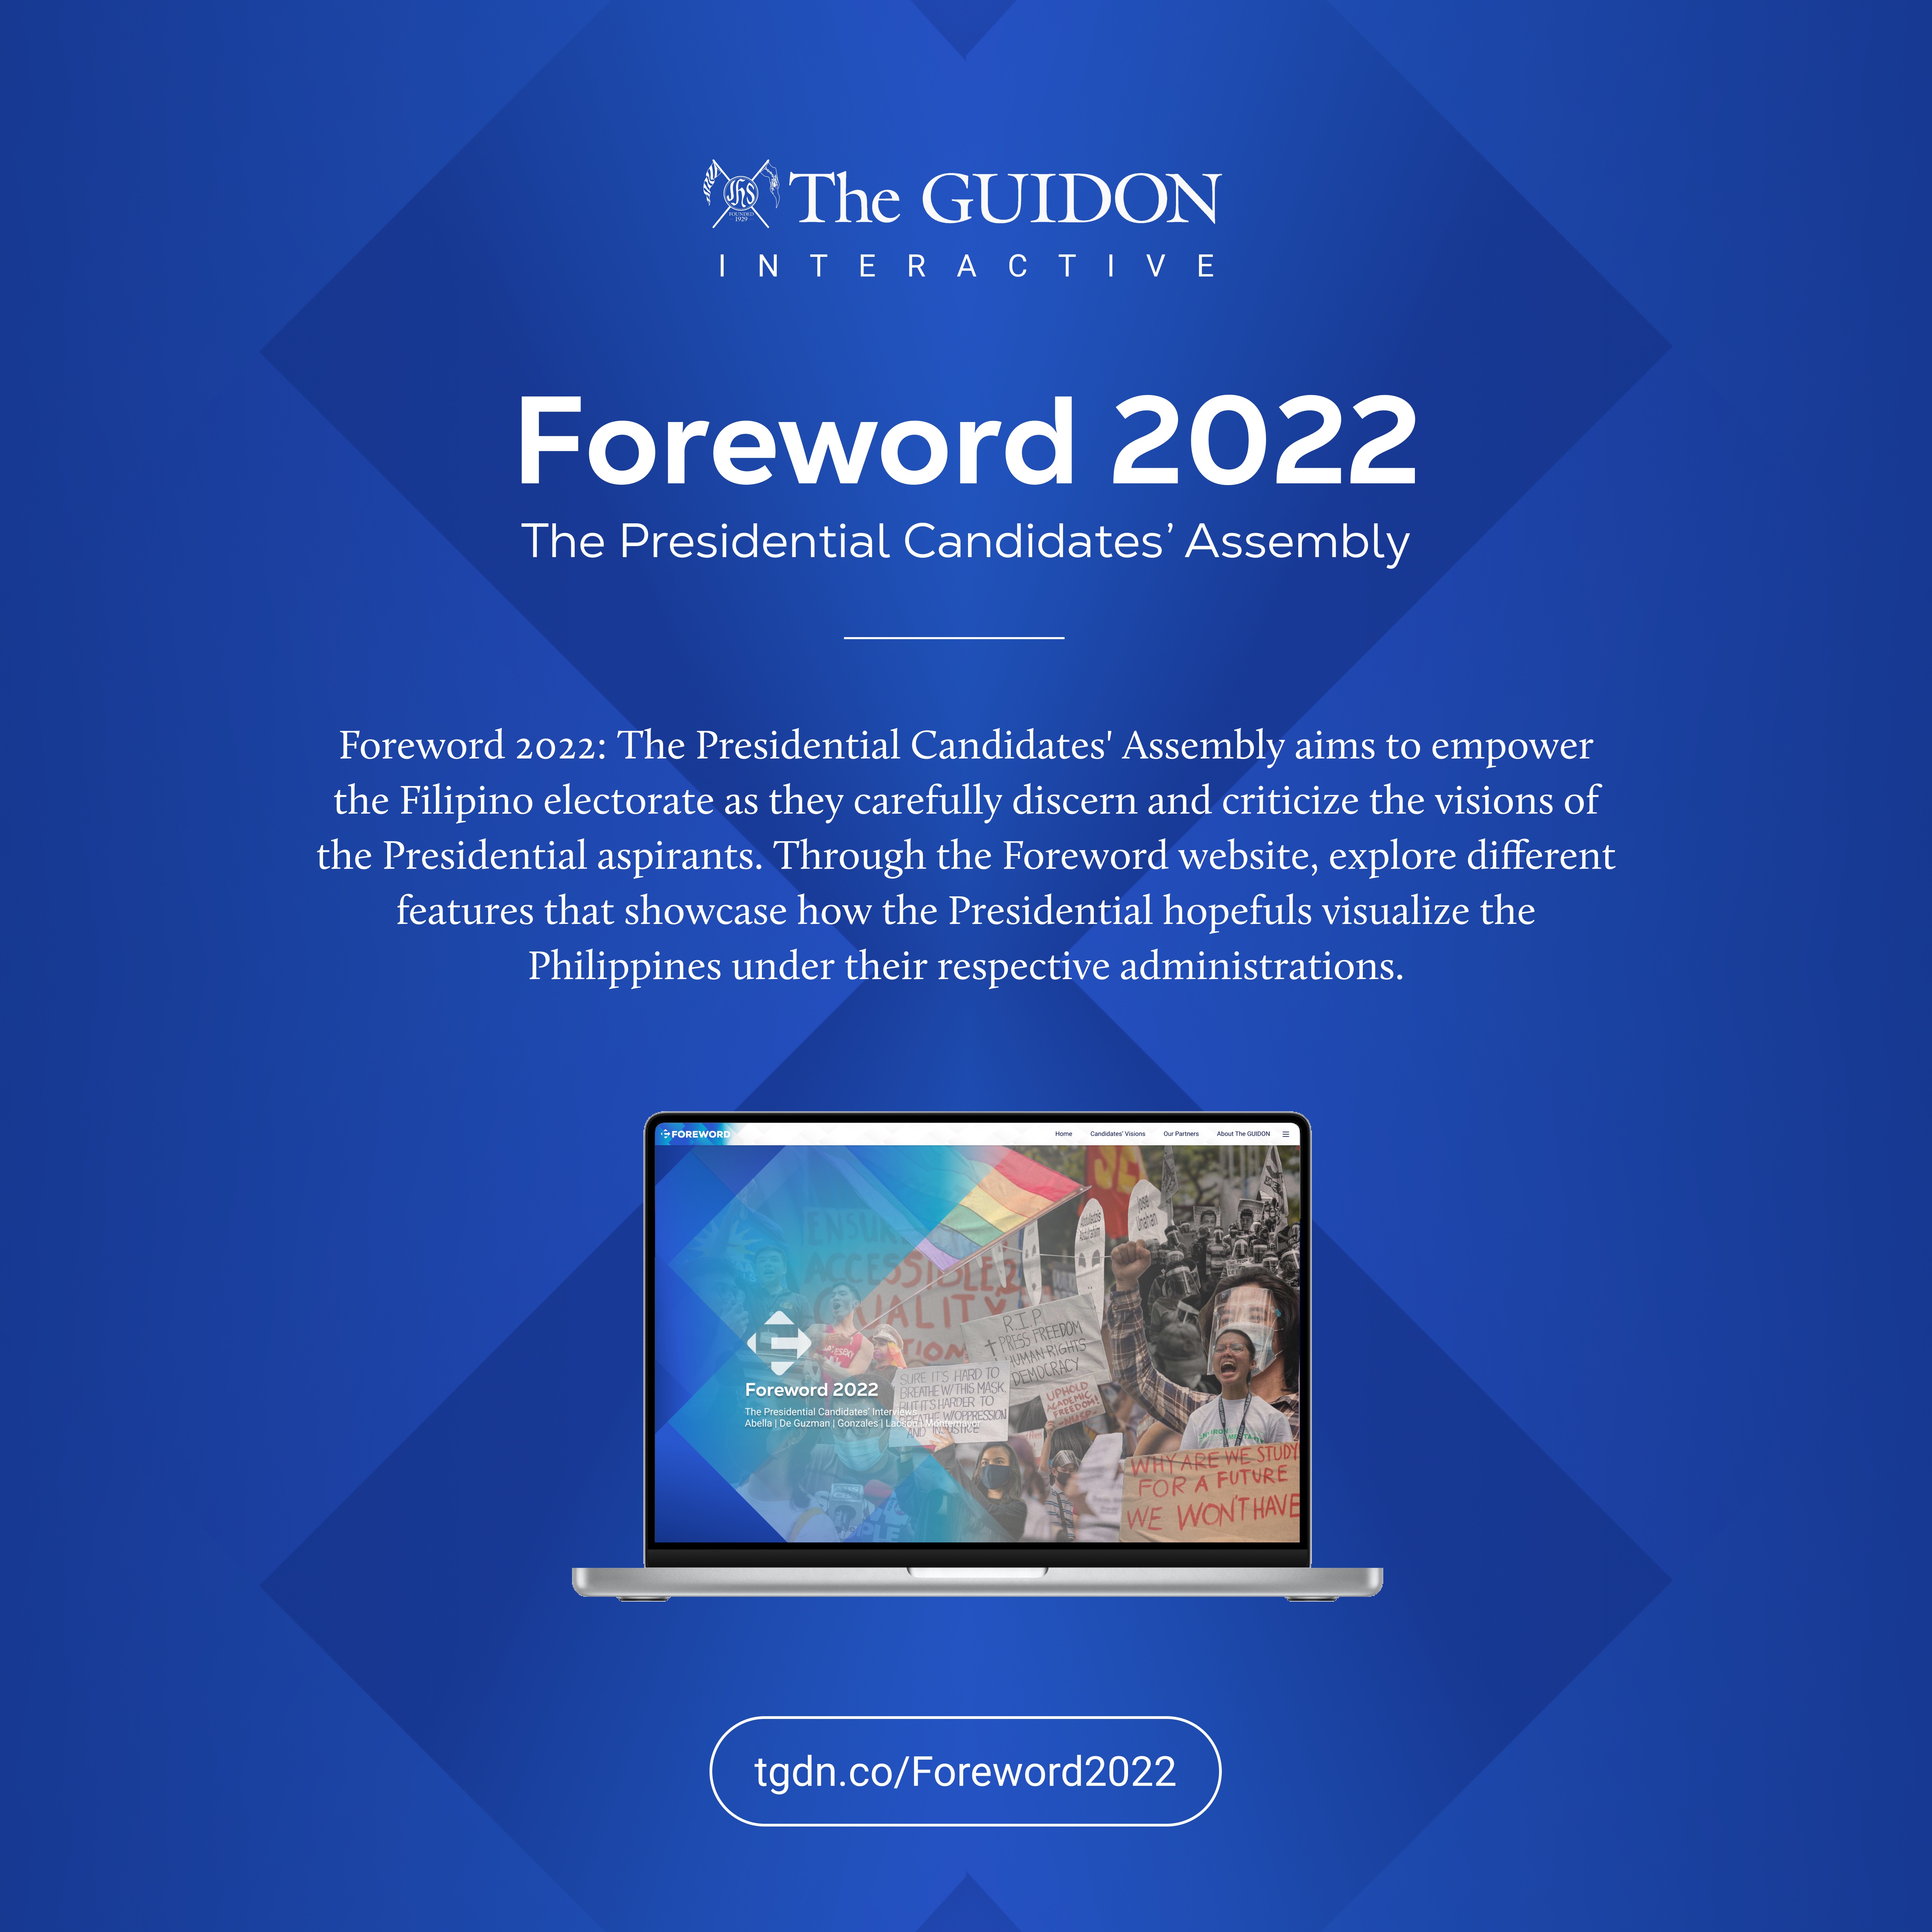 The GUIDON
JHS
FOUNDED
1929
INTERACTIVE
Foreword 2022
The Presidential Candidates’ Assembly
Foreword 2022: The Presidential Candidates' Assembly aims to empower
the Filipino electorate as they carefully discern and criticize the visions of
the Presidential aspirants. Through the Foreword website, explore different
features that showcase how the Presidential hopefuls visualize the
Philippines under their respective administrations.
FOREWORD
Home Candidates' Visions Our Partners About The GUIDON
ENSURE
ACCESSIBLE
Jose
Unahan
R.I.P
PRESS FREEDOM
HUMAN RIGHTS
DEMOCRACY
SURE IT'S HARD TO
BREATHE W/ THIS MASK
BUT IT'S HARDER TO
BREATHE W/OPPRESSION
AND INJUSTICE
UPHOLD
ACADEMIC
FREEDOM!
Foreword 2022
The Presidential Candidates' Interviews
Abella | De Guzman | Gonzales | Lacson | Montemayor
WHY ARE WE STUDY
FOR A FUTURE
WE WON'T HAVE
tgdn.co/Foreword2022